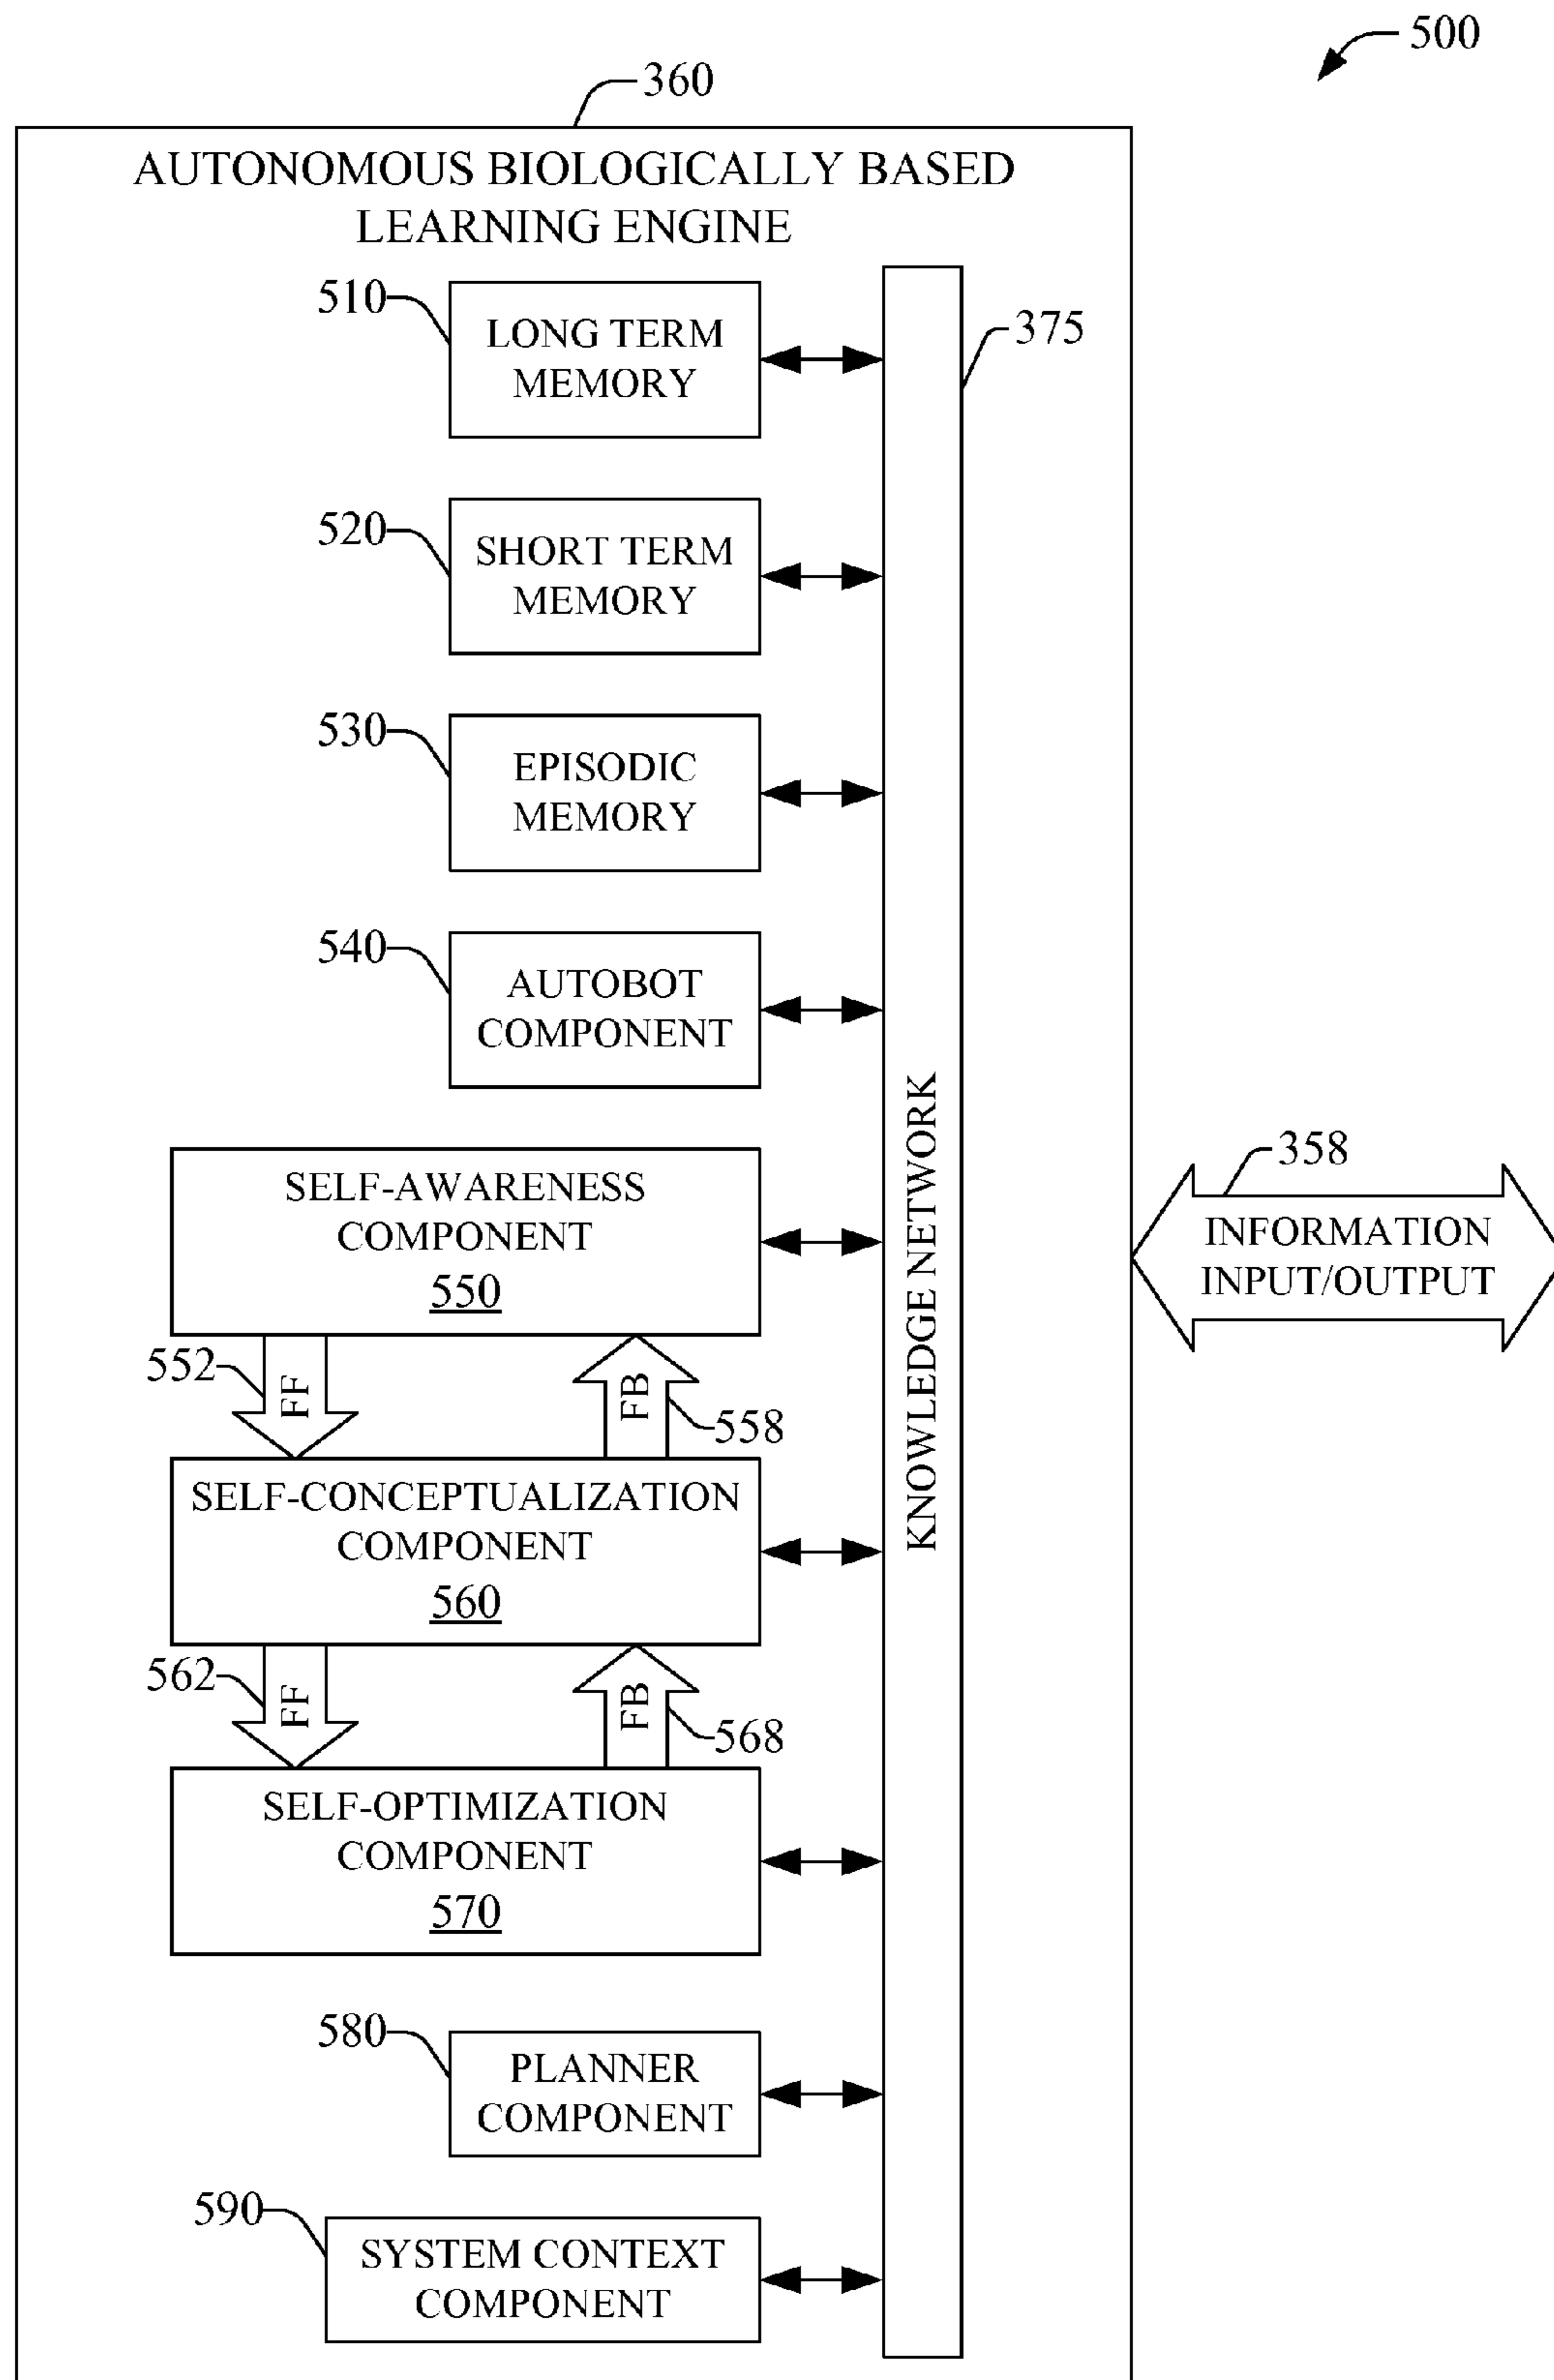 500
360
AUTONOMOUS BIOLOGICALLY BASED
LEARNING ENGINE
510
LONG TERM
MEMORY
375
520
SHORT TERM
MEMORY
530
EPISODIC
MEMORY
540
AUTOBOT
COMPONENT
KNOWLEDGE NETWORK
358
INFORMATION
INPUT/OUTPUT
SELF-AWARENESS
COMPONENT
550
552
FF
FB
558
SELF-CONCEPTUALIZATION
COMPONENT
560
562
FF
FB
568
SELF-OPTIMIZATION
COMPONENT
570
580
PLANNER
COMPONENT
590
SYSTEM CONTEXT
COMPONENT